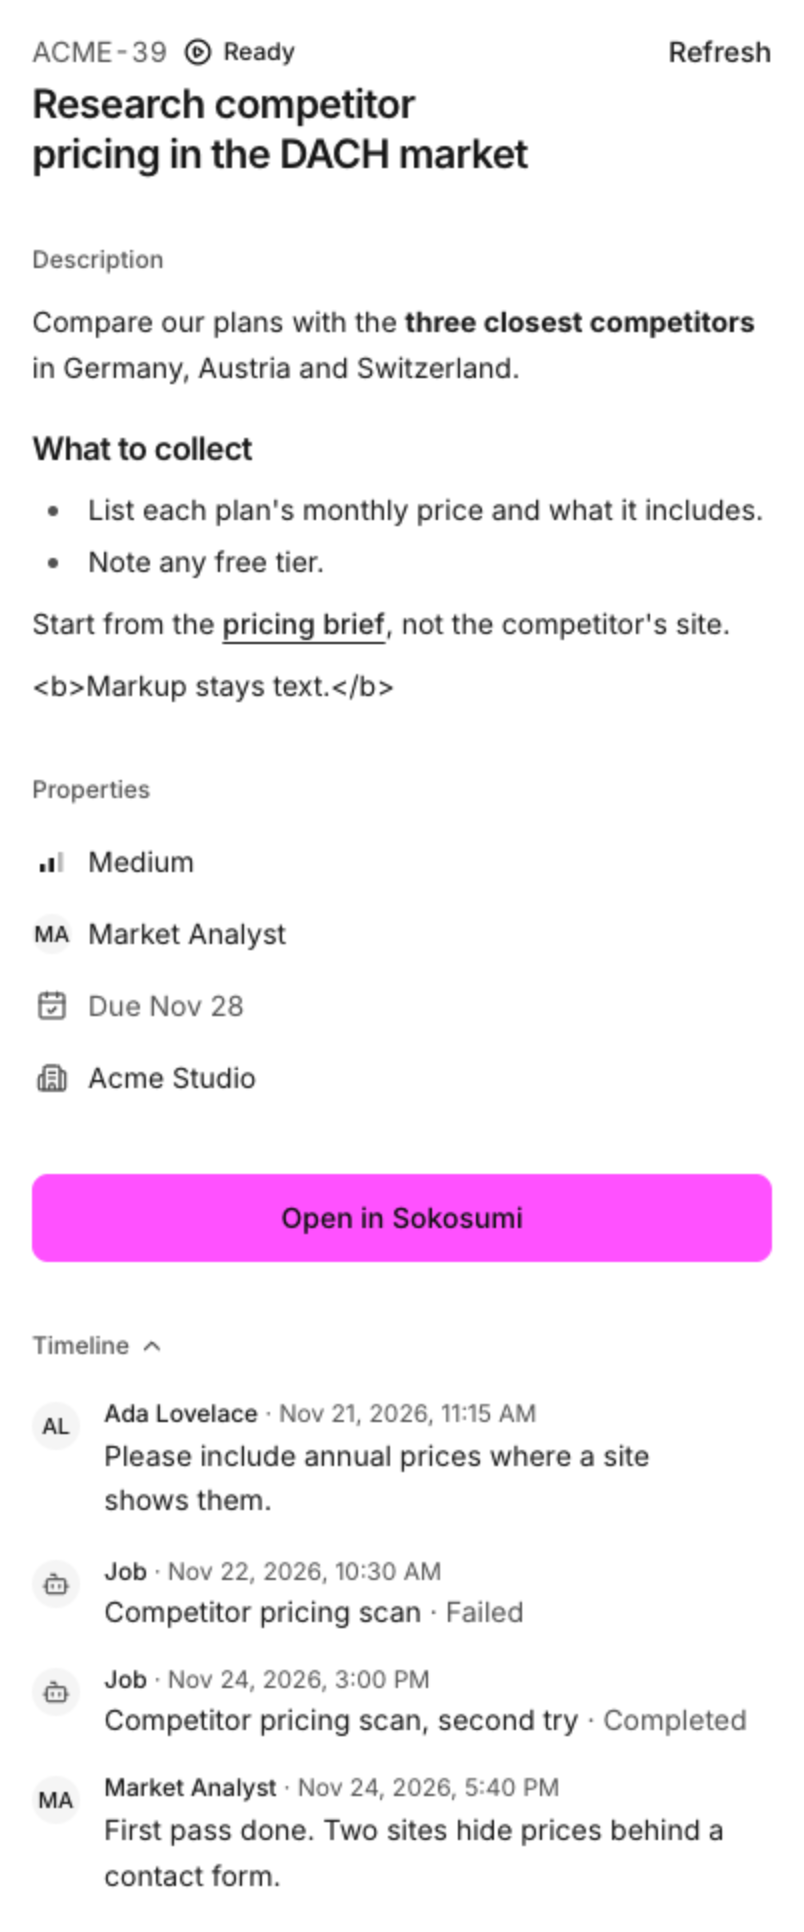 ACME-39 Ready Refresh
Research competitor
pricing in the DACH market
Description
Compare our plans with the three closest competitors
in Germany, Austria and Switzerland.
What to collect
• List each plan's monthly price and what it includes.
• Note any free tier.
Start from the pricing brief, not the competitor's site.
<b>Markup stays text.</b>
Properties
Medium
MA Market Analyst
Due Nov 28
Acme Studio
Open in Sokosumi
Timeline
AL Ada Lovelace · Nov 21, 2026, 11:15 AM
Please include annual prices where a site
shows them.
Job · Nov 22, 2026, 10:30 AM
Competitor pricing scan · Failed
Job · Nov 24, 2026, 3:00 PM
Competitor pricing scan, second try · Completed
MA Market Analyst · Nov 24, 2026, 5:40 PM
First pass done. Two sites hide prices behind a
contact form.